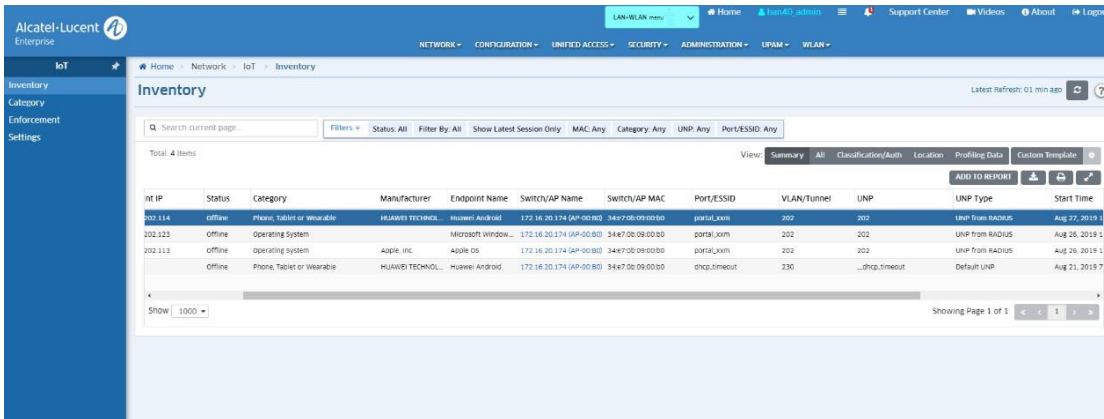 Alcatel·Lucent
Enterprise
LAN+WLAN menu
Home
ban40_admin
Support Center
Videos
About
Logou
NETWORK CONFIGURATION UNIFIED ACCESS SECURITY ADMINISTRATION UPAM WLAN
IoT
Inventory
Category
Enforcement
Settings
Home > Network > IoT > Inventory
Inventory
Latest Refresh: 01 min ago
Search current page...
Filters » Status: All Filter By: All Show Latest Session Only MAC: Any Category: Any UNP: Any Port/ESSID: Any
Total: 4 Items
View: Summary All Classification/Auth Location Profiling Data Custom Template
ADD TO REPORT
nt IP Status Category Manufacturer Endpoint Name Switch/AP Name Switch/AP MAC Port/ESSID VLAN/Tunnel UNP UNP Type Start Time
202.114 Offline Phone, Tablet or Wearable HUAWEI TECHNOL... Huawei Android 172.16.20.174 (AP-00:B0) 34:e7:0b:09:00:b0 portal_xxm 202 202 UNP from RADIUS Aug 27, 2019 1
202.123 Offline Operating System Microsoft Window... 172.16.20.174 (AP-00:B0) 34:e7:0b:09:00:b0 portal_xxm 202 202 UNP from RADIUS Aug 26, 2019 1
202.113 Offline Operating System Apple, Inc. Apple OS 172.16.20.174 (AP-00:B0) 34:e7:0b:09:00:b0 portal_xxm 202 202 UNP from RADIUS Aug 26, 2019 1
Offline Phone, Tablet or Wearable HUAWEI TECHNOL... Huawei Android 172.16.20.174 (AP-00:B0) 34:e7:0b:09:00:b0 dhcp_timeout 230 _dhcp_timeout Default UNP Aug 21, 2019 7
Show 1000
Showing Page 1 of 1 « < 1 > »